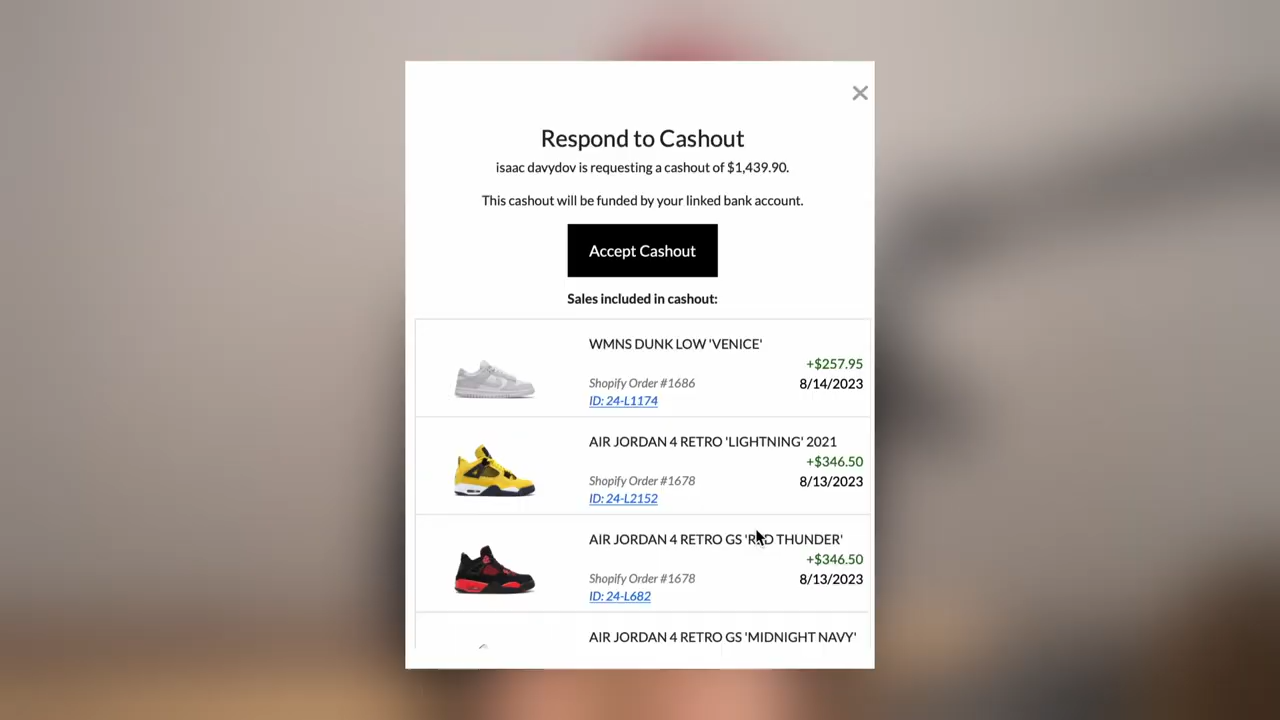 Respond to Cashout
isaac davydov is requesting a cashout of $1,439.90.
This cashout will be funded by your linked bank account.
Accept Cashout
Sales included in cashout:
WMNS DUNK LOW 'VENICE'
+$257.95
Shopify Order #1686
8/14/2023
ID: 24-L1174
AIR JORDAN 4 RETRO 'LIGHTNING' 2021
+$346.50
Shopify Order #1678
8/13/2023
ID: 24-L2152
AIR JORDAN 4 RETRO GS 'RED THUNDER'
+$346.50
Shopify Order #1678
8/13/2023
ID: 24-L682
AIR JORDAN 4 RETRO GS 'MIDNIGHT NAVY'